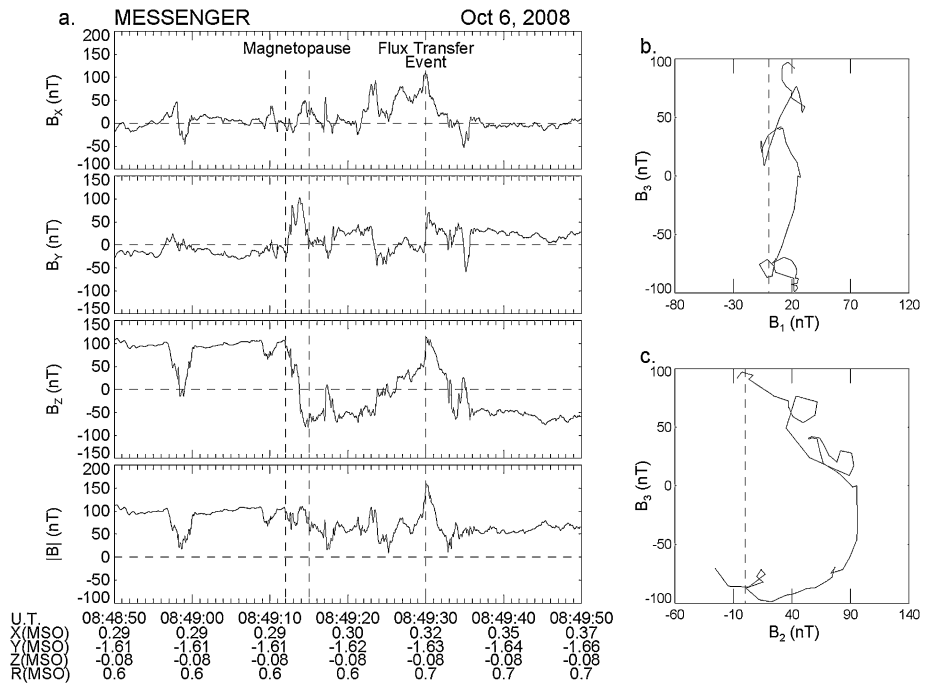 a. MESSENGER Oct 6, 2008
Magnetopause Flux Transfer
Event
200
150
100
50
0
-50
-100
BX (nT)
150
100
50
0
-50
-100
-150
BY (nT)
150
100
50
0
-50
-100
-150
BZ (nT)
200
150
100
50
0
-50
-100
|B| (nT)
U.T. 08:48:50 08:49:00 08:49:10 08:49:20 08:49:30 08:49:40 08:49:50
X(MSO) 0.29 0.29 0.29 0.30 0.32 0.35 0.37
Y(MSO) -1.61 -1.61 -1.61 -1.62 -1.63 -1.64 -1.66
Z(MSO) -0.08 -0.08 -0.08 -0.08 -0.08 -0.08 -0.08
R(MSO) 0.6 0.6 0.6 0.6 0.7 0.7 0.7
b.
100
50
0
-50
-100
B3 (nT)
-80 -30 20 70 120
B1 (nT)
c.
100
50
0
-50
-100
B3 (nT)
-60 -10 40 90 140
B2 (nT)